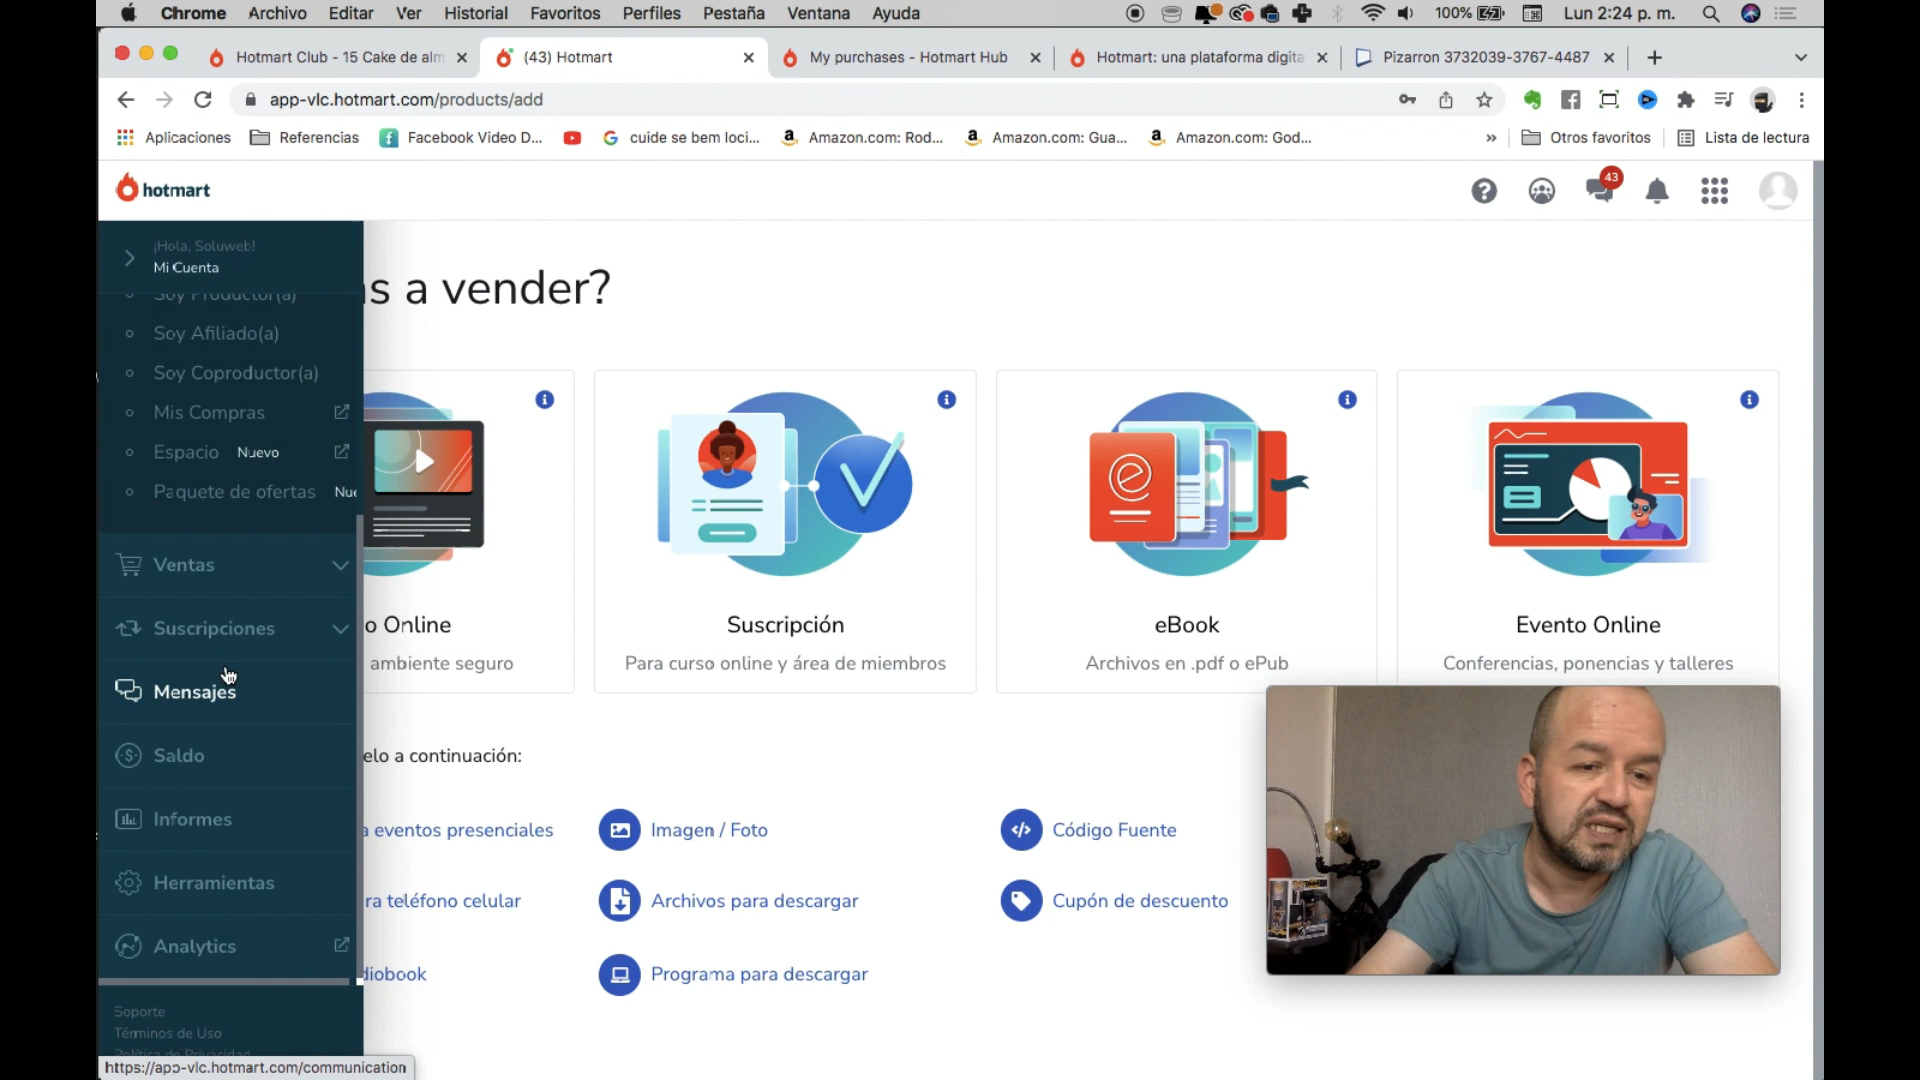 Chrome Archivo Editar Ver Historial Favoritos Perfiles Pestaña Ventana Ayuda 100% Lun 2:24 p. m.
Hotmart Club - 15 Cake de alm (43) Hotmart My purchases - Hotmart Hub Hotmart: una plataforma digita Pizarron 3732039-3767-4487
app-vlc.hotmart.com/products/add
Aplicaciones Referencias Facebook Video D... cuide se bem loci... Amazon.com: Rod... Amazon.com: Gua... Amazon.com: God... » Otros favoritos Lista de lectura
hotmart 43
¡Hola, Soluweb!
Mi Cuenta
s a vender?
Soy Productor(a)
Soy Afiliado(a)
Soy Coproductor(a)
Mis Compras
Espacio Nuevo
Paquete de ofertas Nue
Ventas
Suscripciones
Mensajes
Saldo
Informes
Herramientas
Analytics
Soporte
Términos de Uso
Política de Privacidad
https://app-vlc.hotmart.com/communication
o Online
ambiente seguro
Suscripción
Para curso online y área de miembros
eBook
Archivos en .pdf o ePub
Evento Online
Conferencias, ponencias y talleres
elo a continuación:
a eventos presenciales
Imagen / Foto
Código Fuente
ra teléfono celular
Archivos para descargar
Cupón de descuento
diobook
Programa para descargar